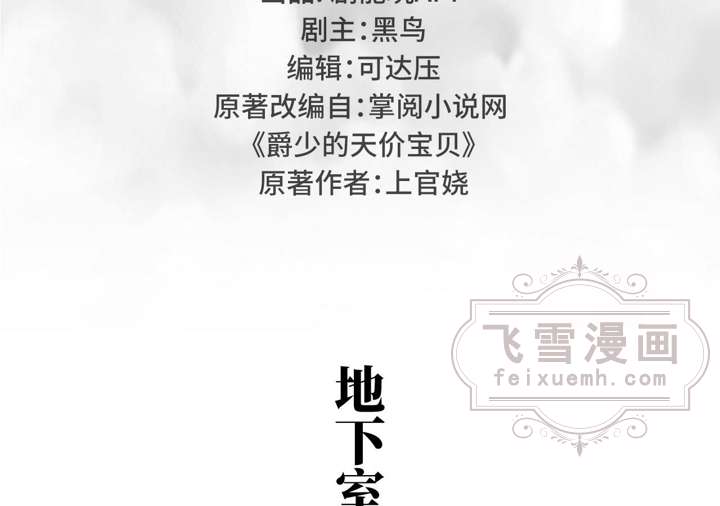 剧主：黑鸟
编辑：可达压
原著改编自：掌阅小说网
《爵少的天价宝贝》
原著作者：上官娆
飞雪漫画
feixuemh.com
地下室